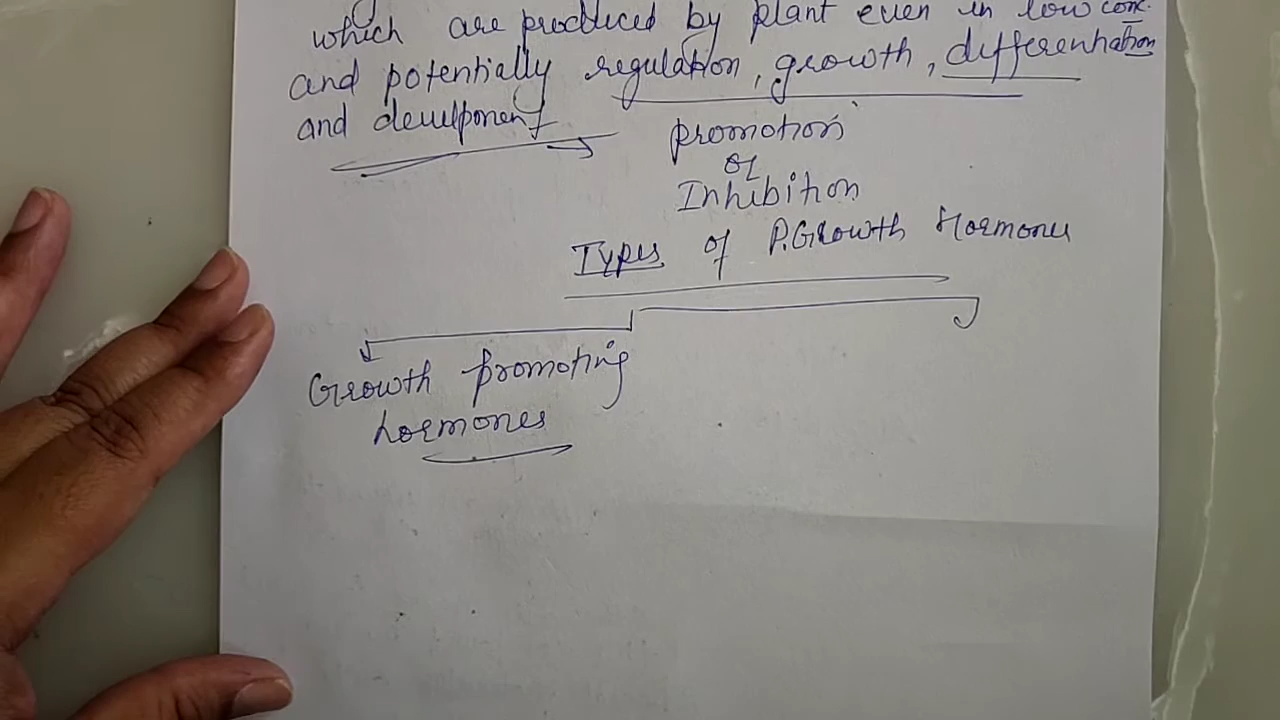 which are produced by plant even in low conc.
and potentially regulation, growth, differentiation
and development
promotion
or
Inhibition
Types of P.Growth Hormones
Growth promoting
hormones